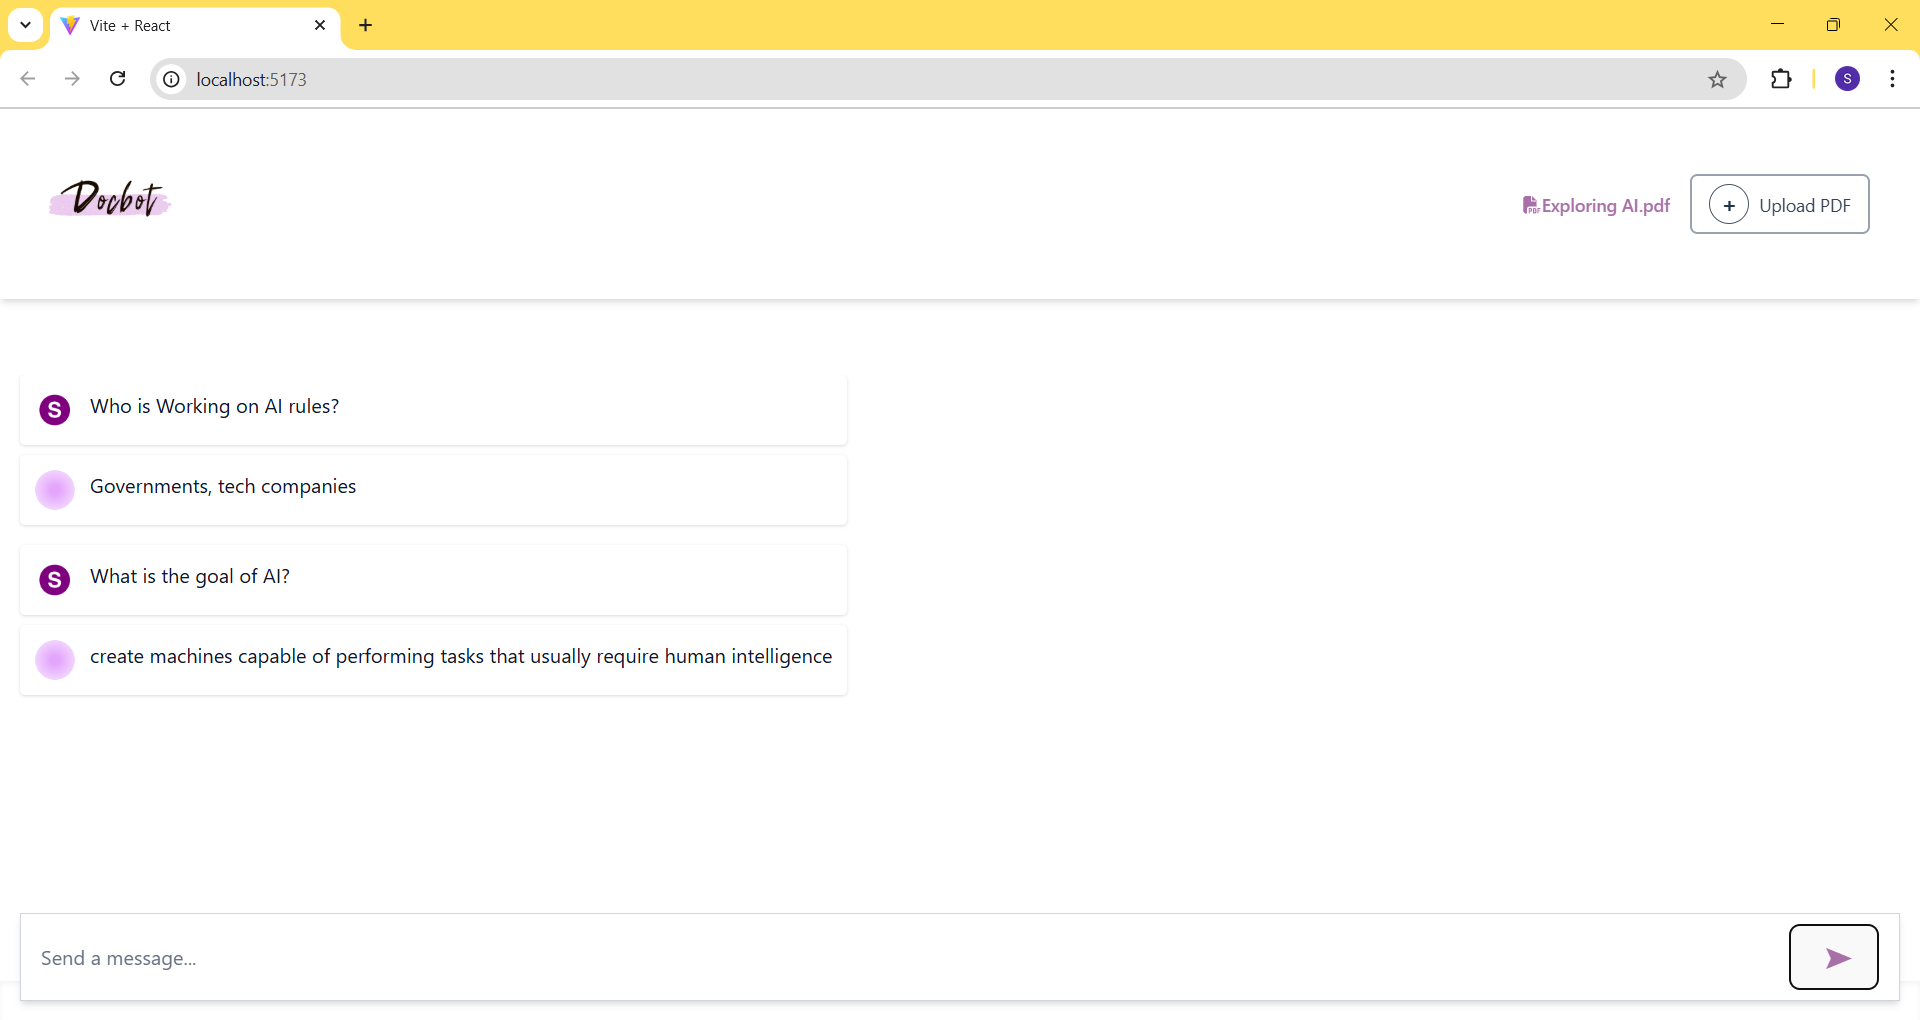 Vite + React
localhost:5173
S
Docbot
PDF
Exploring AI.pdf
+ Upload PDF
S Who is Working on AI rules?
Governments, tech companies
S What is the goal of AI?
create machines capable of performing tasks that usually require human intelligence
Send a message...